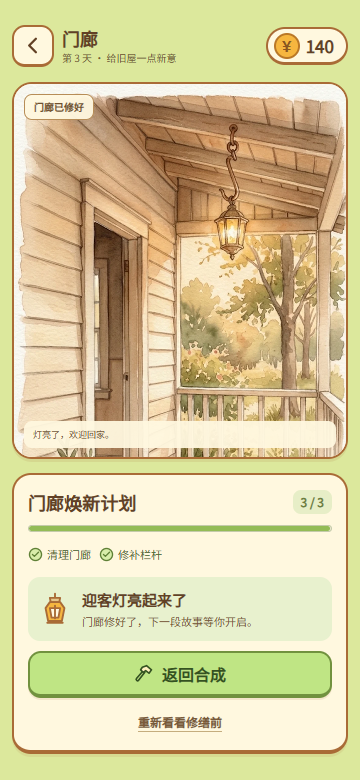 门廊
第 3 天 · 给旧屋一点新意
¥ 140
门廊已修好
灯亮了，欢迎回家。
门廊焕新计划
3 / 3
清理门廊 修补栏杆
迎客灯亮起来了
门廊修好了，下一段故事等你开启。
返回合成
重新看看修缮前